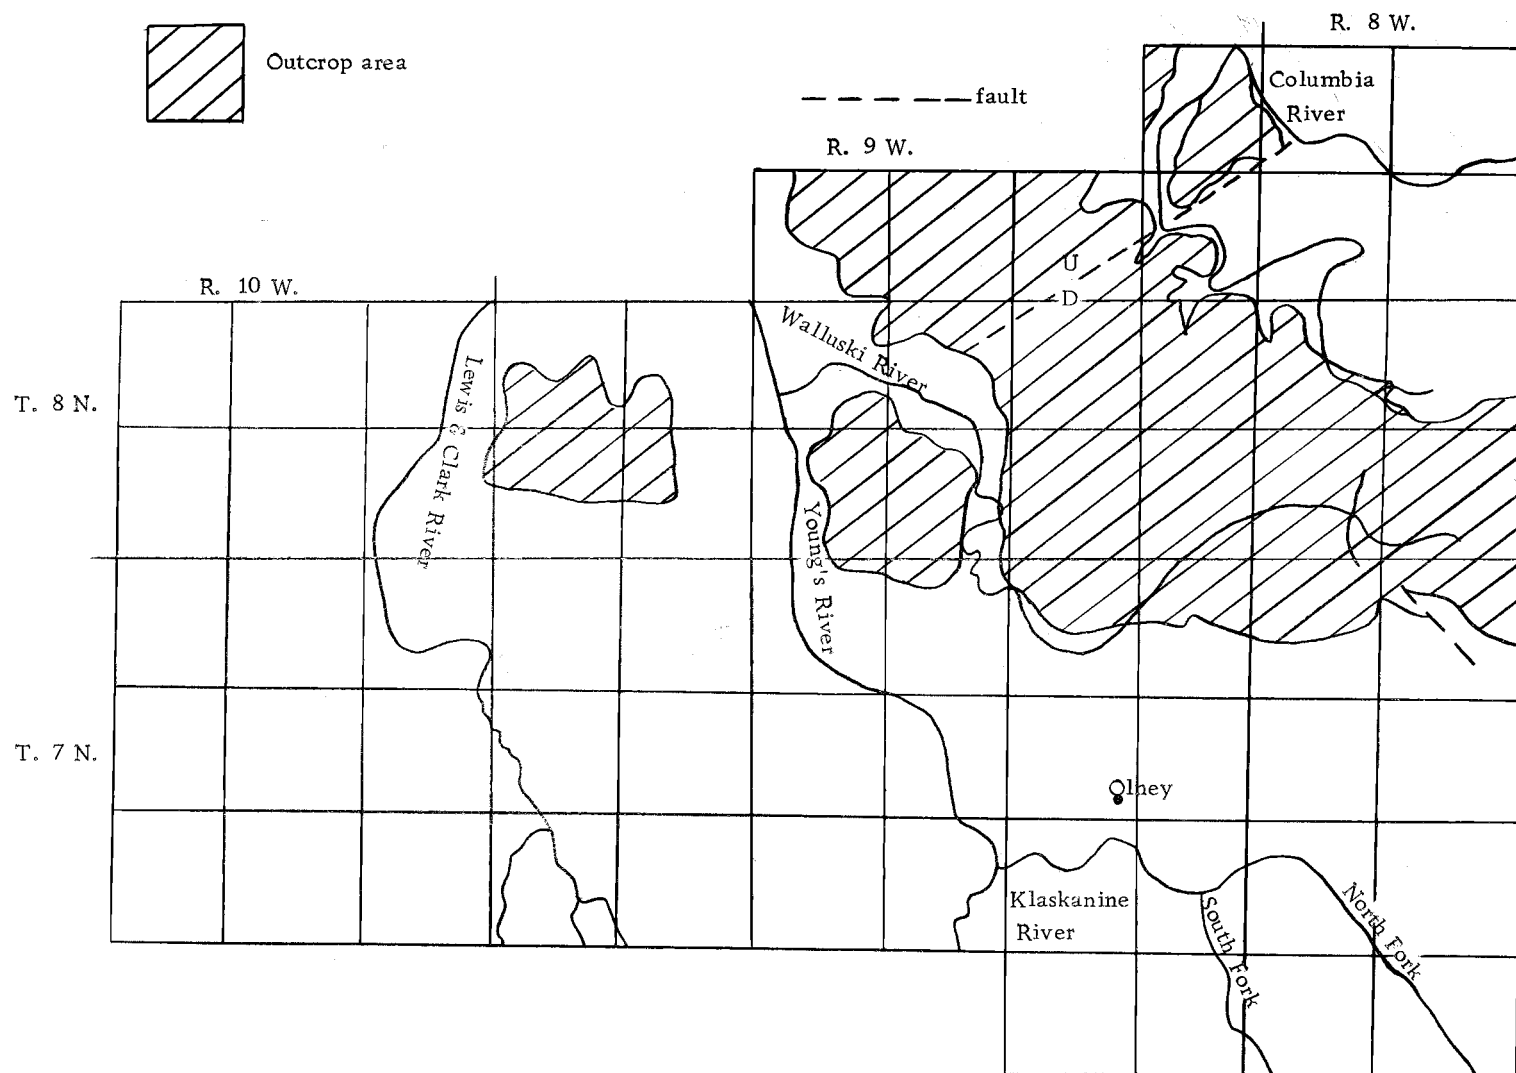 R. 8 W.
Outcrop area
Columbia
River
fault
R. 9 W.
U
R. 10 W.
D
Walluski River
Lewis & Clark River
T. 8 N.
Young's River
T. 7 N.
Olney
Klaskanine
River
South Fork
North Fork